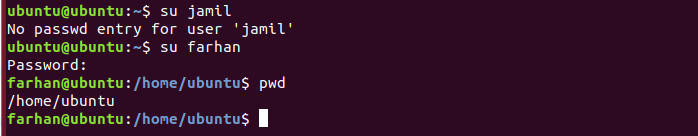 ubuntu@ubuntu:~$ su jamil
No passwd entry for user 'jamil'
ubuntu@ubuntu:~$ su farhan
Password:
farhan@ubuntu:/home/ubuntu$ pwd
/home/ubuntu
farhan@ubuntu:/home/ubuntu$